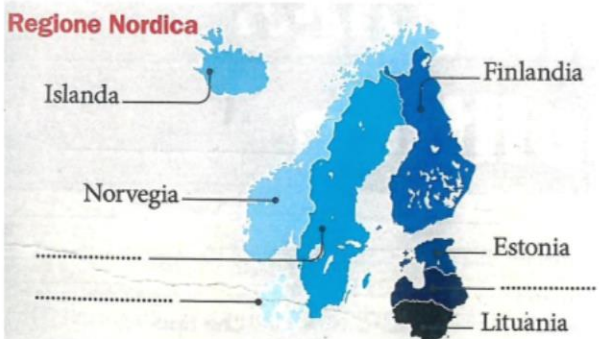 Regione Nordica
Finlandia
Islanda
Norvegia
Estonia
....................
....................
....................
Lituania